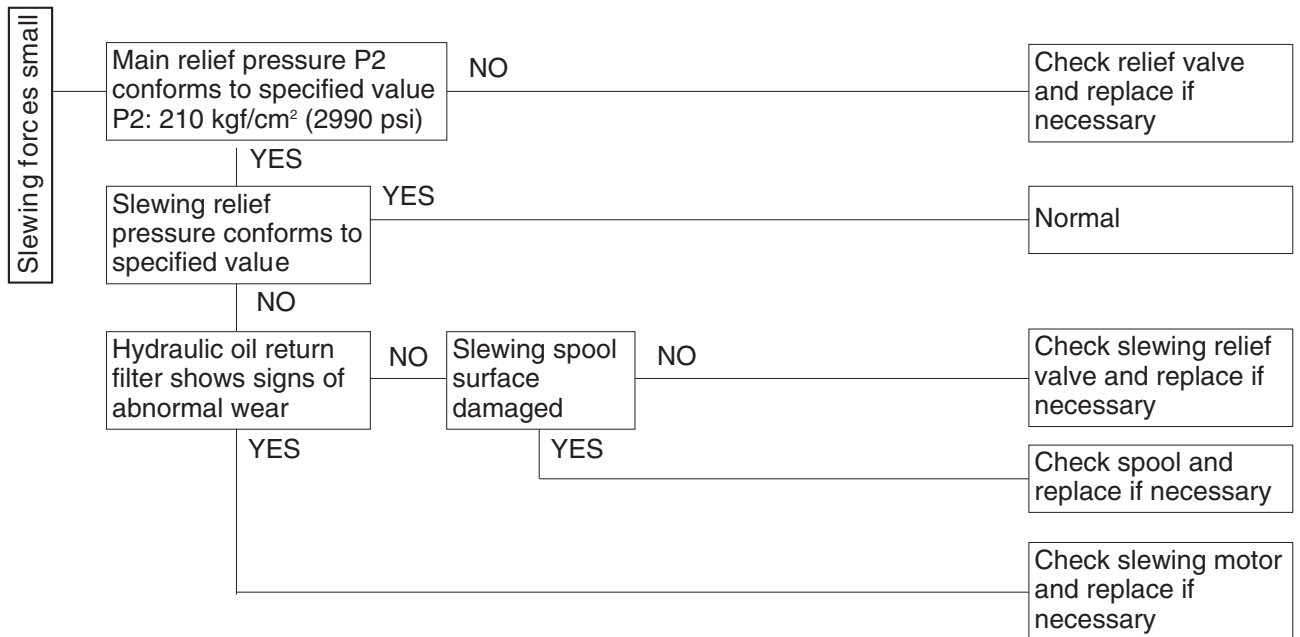 Slewing forces small
Main relief pressure P2
conforms to specified value
P2: 210 kgf/cm² (2990 psi)
NO
Check relief valve
and replace if
necessary
YES
Slewing relief
pressure conforms to
specified value
YES
Normal
NO
Hydraulic oil return
filter shows signs of
abnormal wear
NO
Slewing spool
surface
damaged
NO
Check slewing relief
valve and replace if
necessary
YES
YES
Check spool and
replace if necessary
Check slewing motor
and replace if
necessary